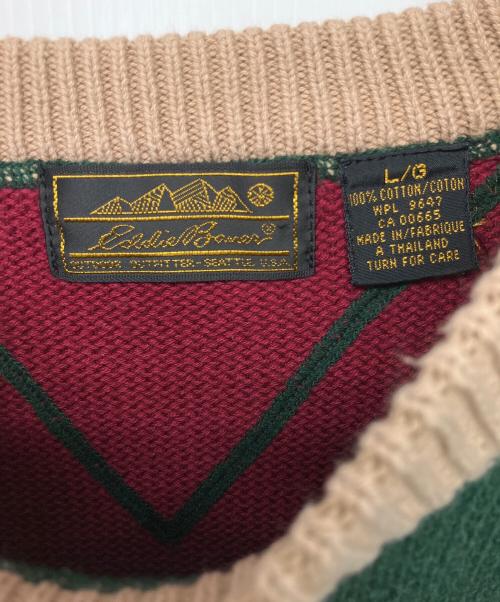 Eddie Bauer®
OUTDOOR OUTFITTER-SEATTLE, U.S.A.
L/G
100% COTTON/COTON
WPL 9647
CA 00665
MADE IN/FABRIQUE
A THAILAND
TURN FOR CARE